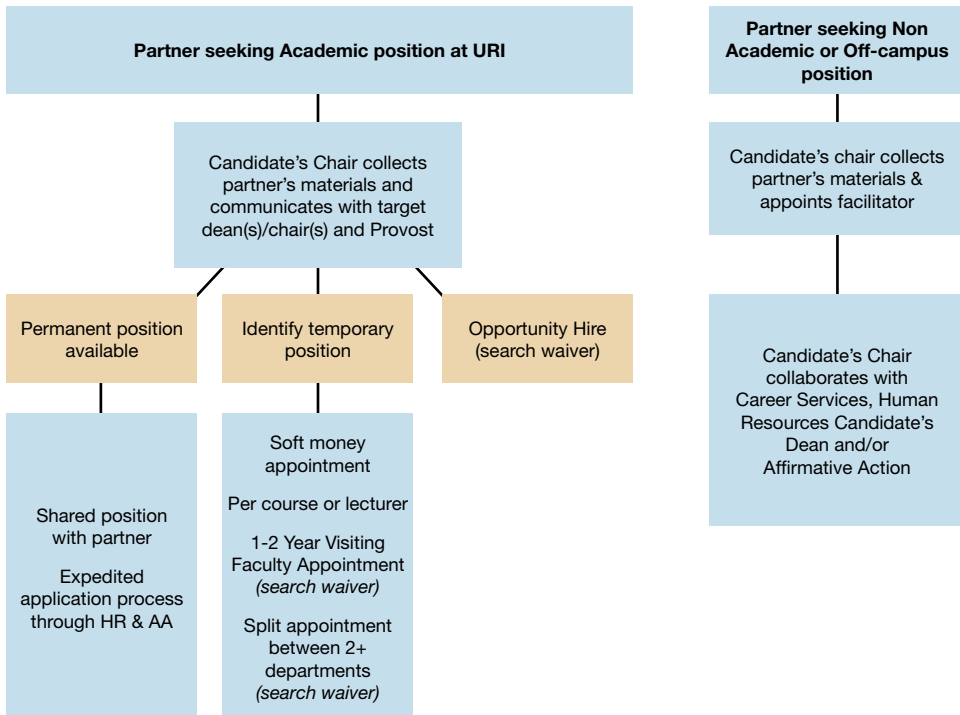 Partner seeking Academic position at URI
Candidate's Chair collects
partner's materials and
communicates with target
dean(s)/chair(s) and Provost
Permanent position
available
Identify temporary
position
Opportunity Hire
(search waiver)
Shared position
with partner
Expedited
application process
through HR & AA
Soft money
appointment
Per course or lecturer
1-2 Year Visiting
Faculty Appointment
(search waiver)
Split appointment
between 2+
departments
(search waiver)
Partner seeking Non
Academic or Off-campus
position
Candidate's chair collects
partner's materials &
appoints facilitator
Candidate's Chair
collaborates with
Career Services, Human
Resources Candidate's
Dean and/or
Affirmative Action